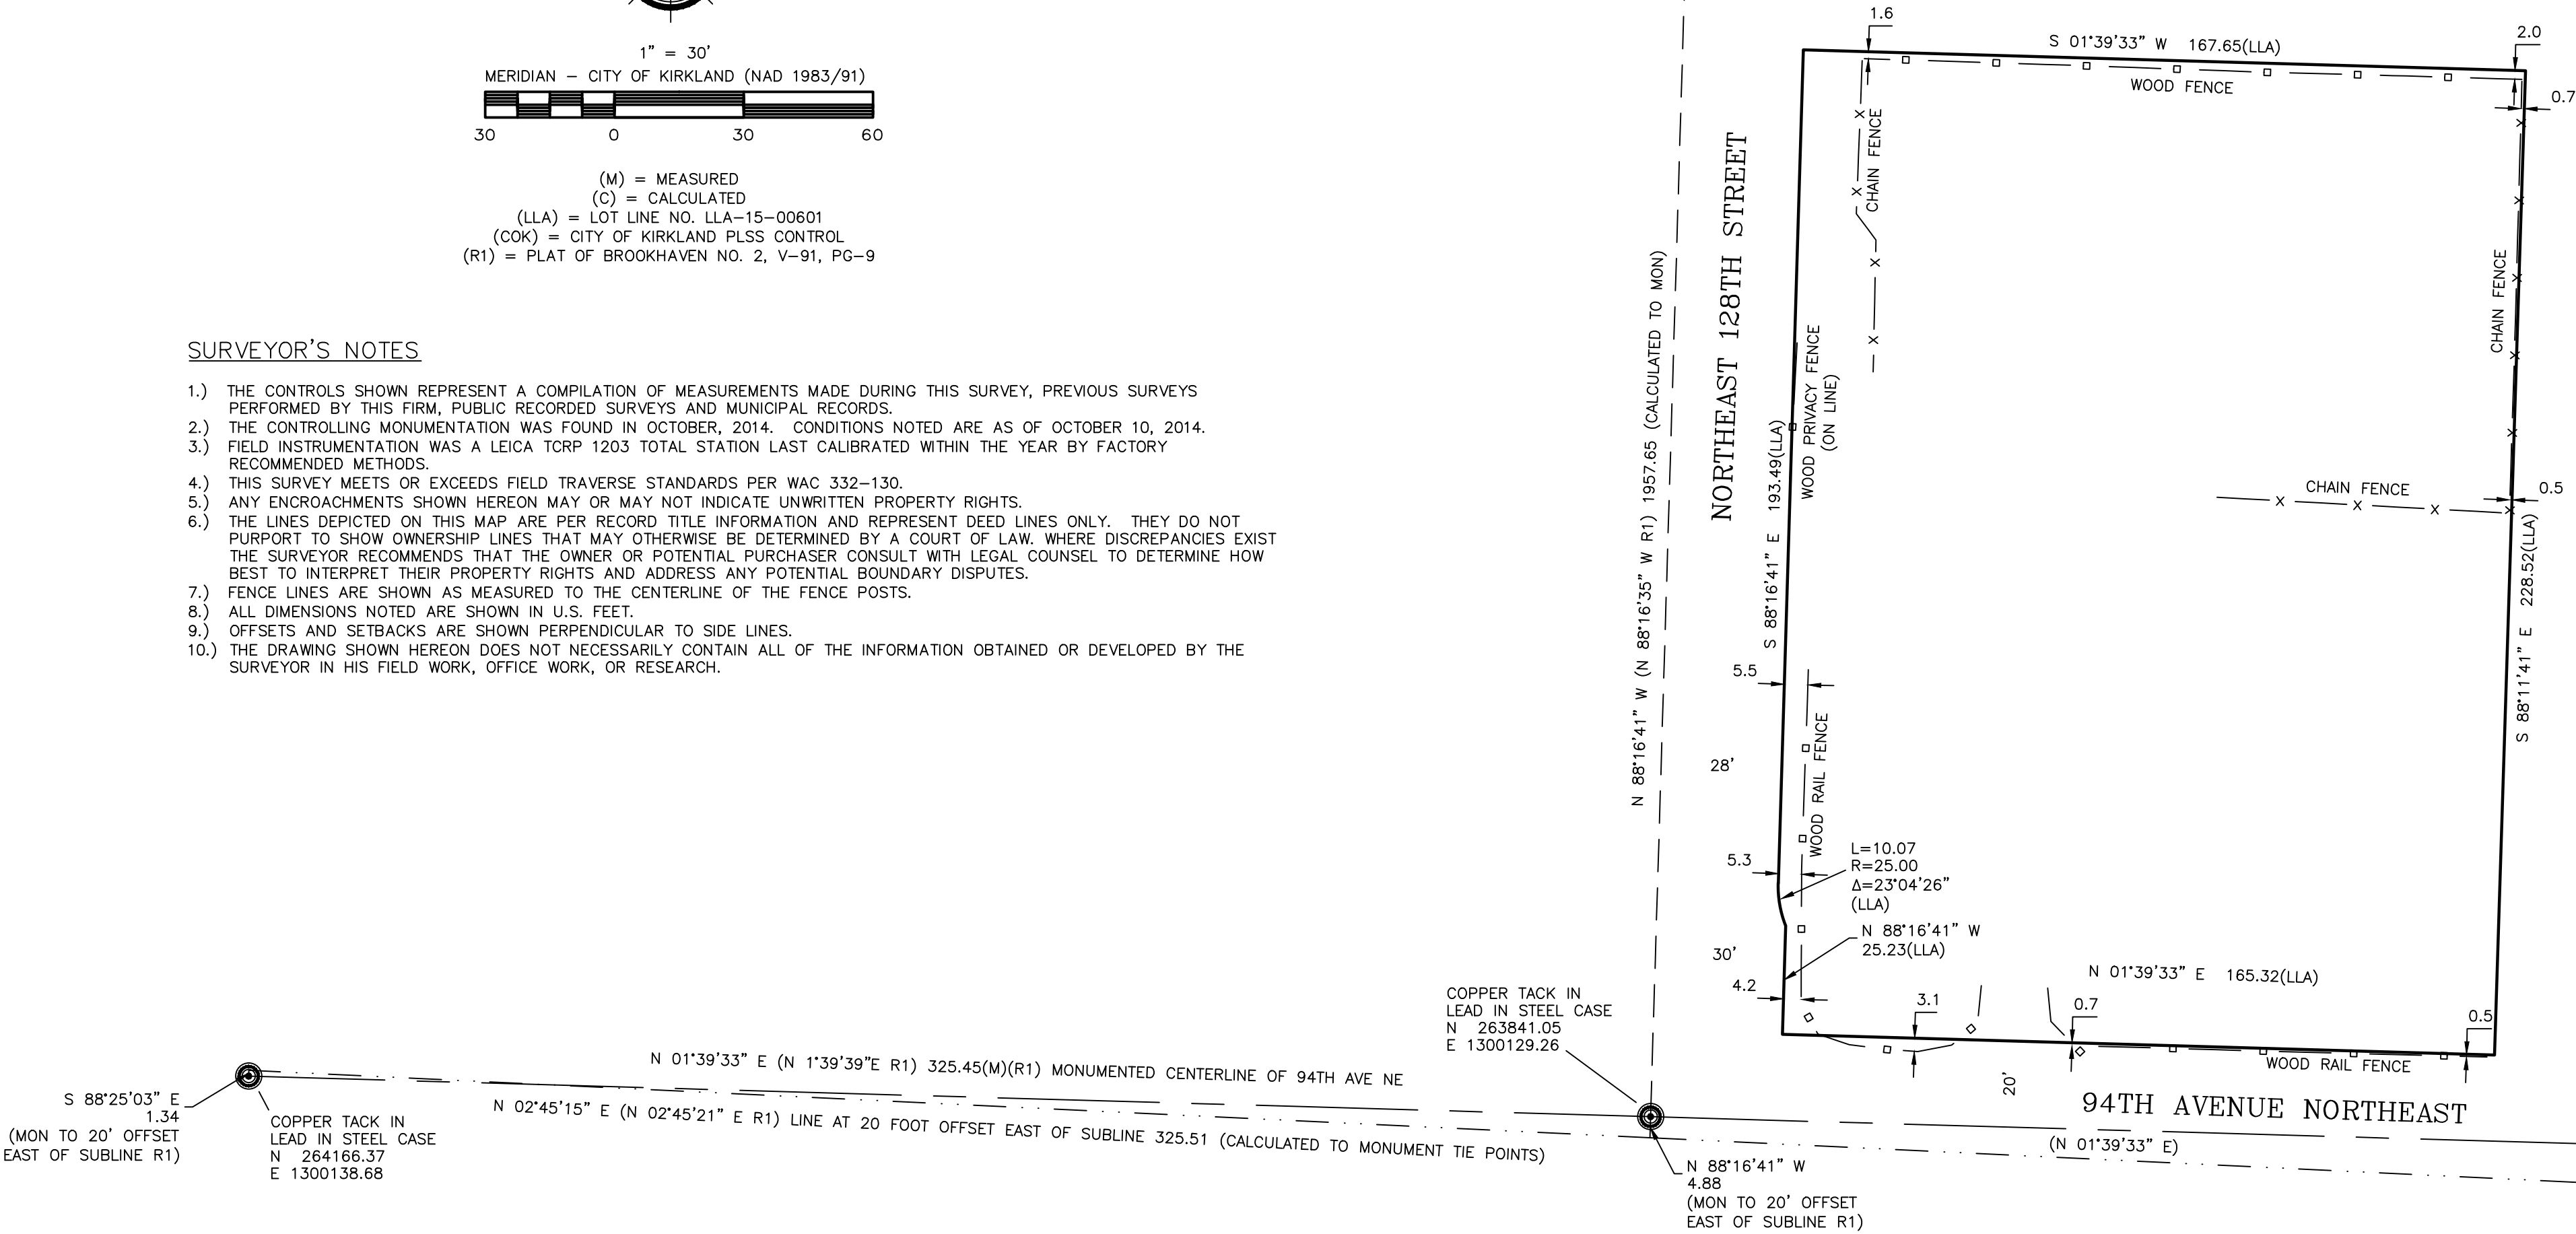 1" = 30'
MERIDIAN – CITY OF KIRKLAND (NAD 1983/91)
30 0 30 60
(M) = MEASURED
(C) = CALCULATED
(LLA) = LOT LINE NO. LLA–15–00601
(COK) = CITY OF KIRKLAND PLSS CONTROL
(R1) = PLAT OF BROOKHAVEN NO. 2, V–91, PG–9
SURVEYOR'S NOTES
1.) THE CONTROLS SHOWN REPRESENT A COMPILATION OF MEASUREMENTS MADE DURING THIS SURVEY, PREVIOUS SURVEYS
PERFORMED BY THIS FIRM, PUBLIC RECORDED SURVEYS AND MUNICIPAL RECORDS.
2.) THE CONTROLLING MONUMENTATION WAS FOUND IN OCTOBER, 2014. CONDITIONS NOTED ARE AS OF OCTOBER 10, 2014.
3.) FIELD INSTRUMENTATION WAS A LEICA TCRP 1203 TOTAL STATION LAST CALIBRATED WITHIN THE YEAR BY FACTORY
RECOMMENDED METHODS.
4.) THIS SURVEY MEETS OR EXCEEDS FIELD TRAVERSE STANDARDS PER WAC 332–130.
5.) ANY ENCROACHMENTS SHOWN HEREON MAY OR MAY NOT INDICATE UNWRITTEN PROPERTY RIGHTS.
6.) THE LINES DEPICTED ON THIS MAP ARE PER RECORD TITLE INFORMATION AND REPRESENT DEED LINES ONLY. THEY DO NOT
PURPORT TO SHOW OWNERSHIP LINES THAT MAY OTHERWISE BE DETERMINED BY A COURT OF LAW. WHERE DISCREPANCIES EXIST
THE SURVEYOR RECOMMENDS THAT THE OWNER OR POTENTIAL PURCHASER CONSULT WITH LEGAL COUNSEL TO DETERMINE HOW
BEST TO INTERPRET THEIR PROPERTY RIGHTS AND ADDRESS ANY POTENTIAL BOUNDARY DISPUTES.
7.) FENCE LINES ARE SHOWN AS MEASURED TO THE CENTERLINE OF THE FENCE POSTS.
8.) ALL DIMENSIONS NOTED ARE SHOWN IN U.S. FEET.
9.) OFFSETS AND SETBACKS ARE SHOWN PERPENDICULAR TO SIDE LINES.
10.) THE DRAWING SHOWN HEREON DOES NOT NECESSARILY CONTAIN ALL OF THE INFORMATION OBTAINED OR DEVELOPED BY THE
SURVEYOR IN HIS FIELD WORK, OFFICE WORK, OR RESEARCH.
N 88°16'41" W (N 88°16'35" W R1) 1957.65 (CALCULATED TO MON)
NORTHEAST 128TH STREET
S 88°16'41" E 193.49(LLA)
WOOD PRIVACY FENCE
(ON LINE)
CHAIN FENCE
1.6
S 01°39'33" W 167.65(LLA)
WOOD FENCE
2.0
0.7
CHAIN FENCE
CHAIN FENCE
0.5
S 88°11'41" E 228.52(LLA)
5.5
28'
WOOD RAIL FENCE
5.3
L=10.07
R=25.00
Δ=23°04'26"
(LLA)
N 88°16'41" W
25.23(LLA)
30'
4.2
3.1
N 01°39'33" E 165.32(LLA)
0.7
0.5
WOOD RAIL FENCE
20'
94TH AVENUE NORTHEAST
(N 01°39'33" E)
COPPER TACK IN
LEAD IN STEEL CASE
N 263841.05
E 1300129.26
N 01°39'33" E (N 1°39'39"E R1) 325.45(M)(R1) MONUMENTED CENTERLINE OF 94TH AVE NE
N 02°45'15" E (N 02°45'21" E R1) LINE AT 20 FOOT OFFSET EAST OF SUBLINE 325.51 (CALCULATED TO MONUMENT TIE POINTS)
S 88°25'03" E
1.34
(MON TO 20' OFFSET
EAST OF SUBLINE R1)
COPPER TACK IN
LEAD IN STEEL CASE
N 264166.37
E 1300138.68
N 88°16'41" W
4.88
(MON TO 20' OFFSET
EAST OF SUBLINE R1)